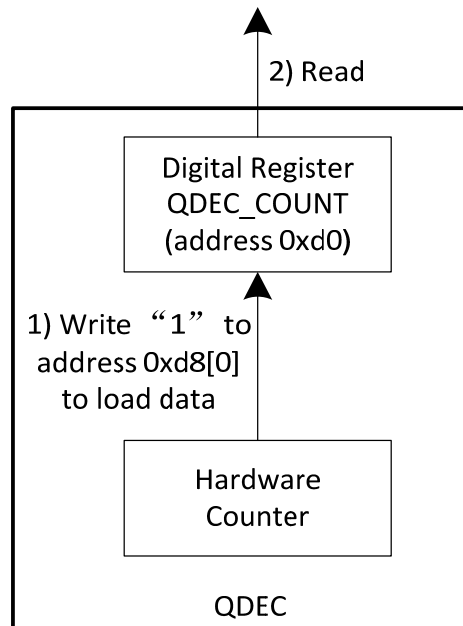 2) Read
Digital Register
QDEC_COUNT
(address 0xd0)
1) Write “1” to
address 0xd8[0]
to load data
Hardware
Counter
QDEC